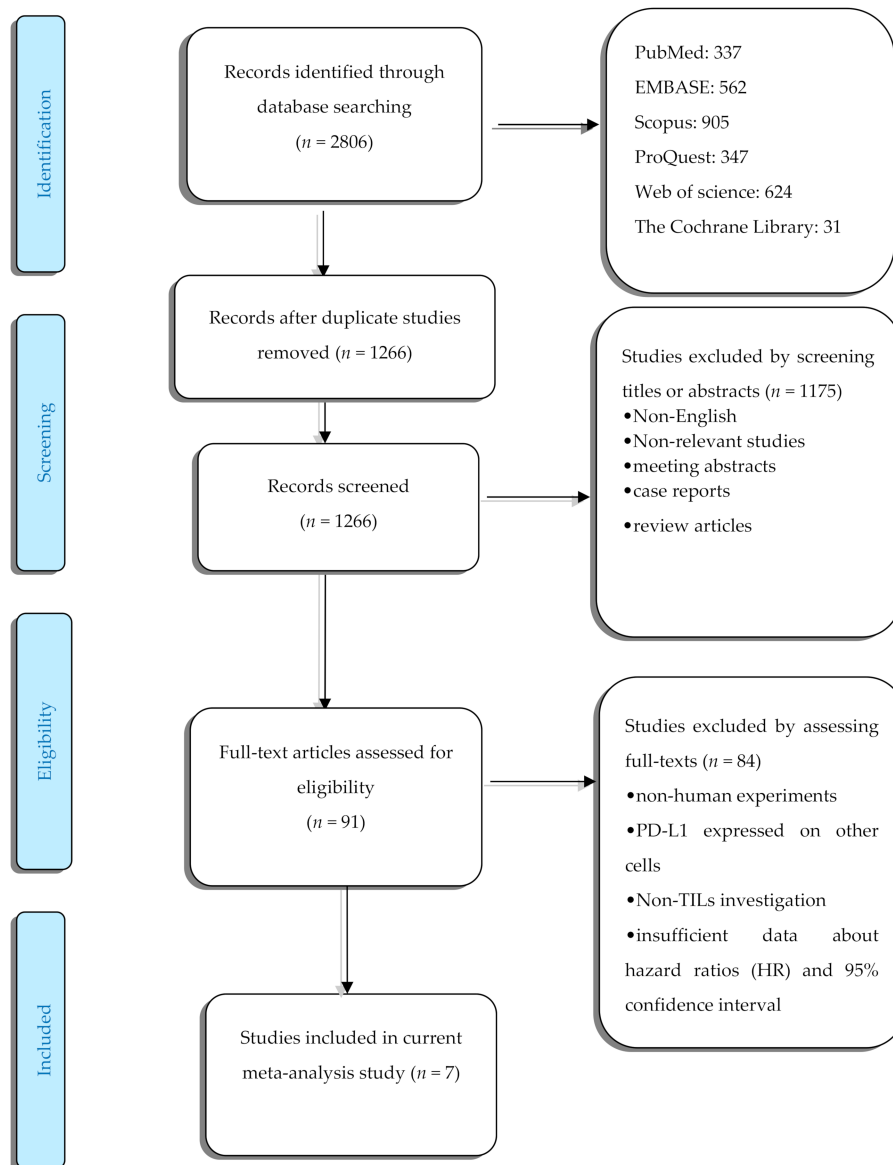 Identification
Records identified through
database searching
(n = 2806)
PubMed: 337
EMBASE: 562
Scopus: 905
ProQuest: 347
Web of science: 624
The Cochrane Library: 31
Records after duplicate studies
removed (n = 1266)
Screening
Records screened
(n = 1266)
Studies excluded by screening
titles or abstracts (n = 1175)
•Non-English
•Non-relevant studies
•meeting abstracts
•case reports
•review articles
Eligibility
Full-text articles assessed for
eligibility
(n = 91)
Studies excluded by assessing
full-texts (n = 84)
•non-human experiments
•PD-L1 expressed on other
cells
•Non-TILs investigation
•insufficient data about
hazard ratios (HR) and 95%
confidence interval
Included
Studies included in current
meta-analysis study (n = 7)